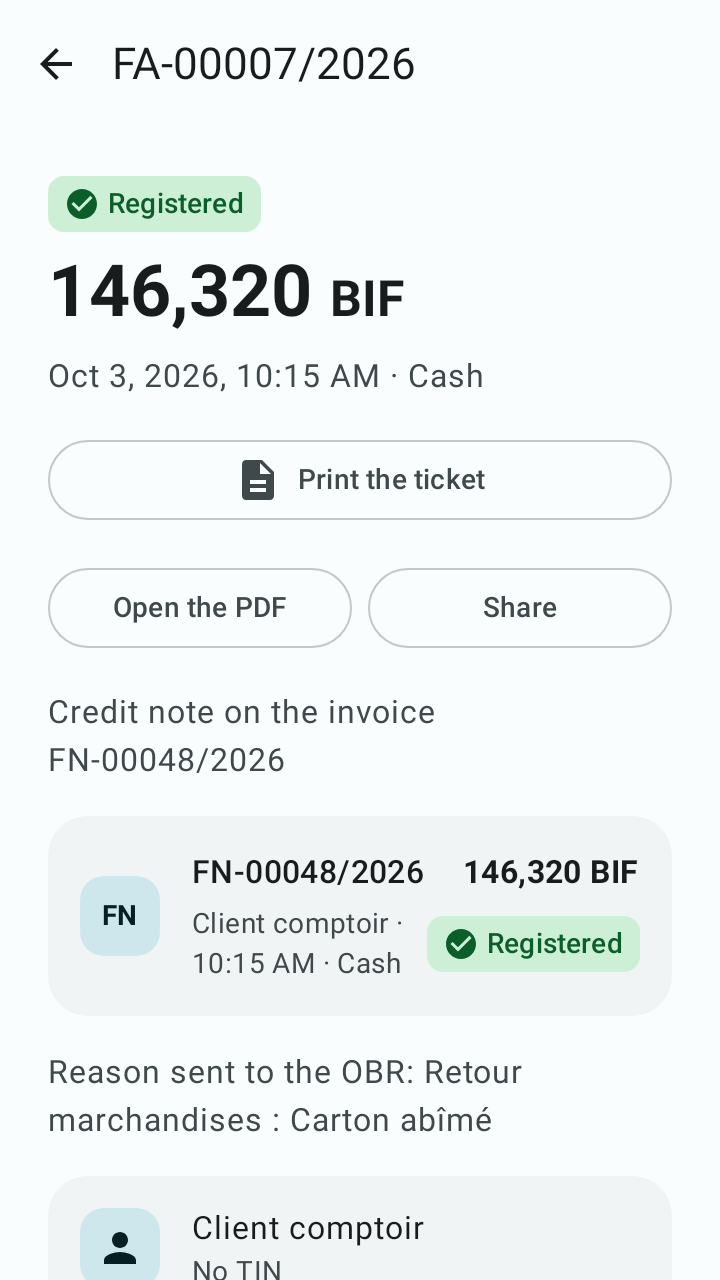 FA-00007/2026
Registered
146,320 BIF
Oct 3, 2026, 10:15 AM · Cash
Print the ticket
Open the PDF
Share
Credit note on the invoice
FN-00048/2026
FN
FN-00048/2026
146,320 BIF
Client comptoir ·
10:15 AM · Cash
Registered
Reason sent to the OBR: Retour
marchandises : Carton abîmé
Client comptoir
No TIN